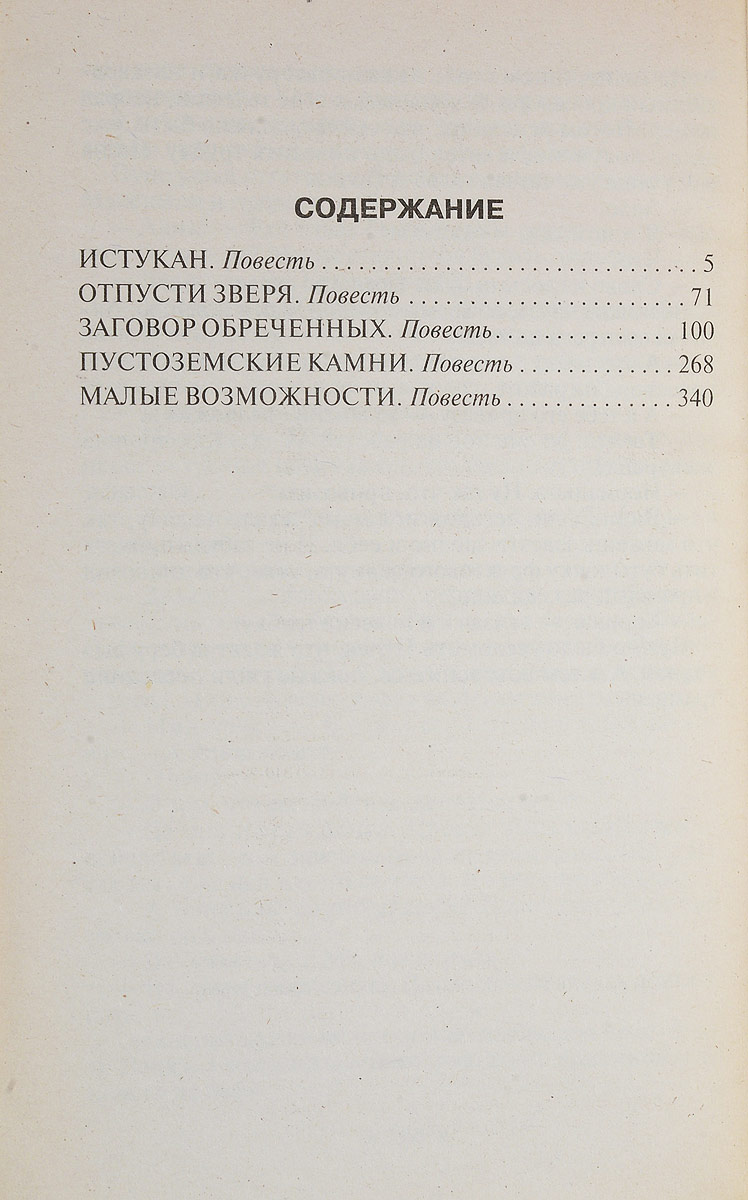 СОДЕРЖАНИЕ
ИСТУКАН. Повесть . . . . . . . . . . . . . . . . . . . . . . . . . . . . . . . . 5
ОТПУСТИ ЗВЕРЯ. Повесть . . . . . . . . . . . . . . . . . . . . . . . . 71
ЗАГОВОР ОБРЕЧЕННЫХ. Повесть . . . . . . . . . . . . . . . . 100
ПУСТОЗЕМСКИЕ КАМНИ. Повесть . . . . . . . . . . . . . . 268
МАЛЫЕ ВОЗМОЖНОСТИ. Повесть . . . . . . . . . . . . . . . 340